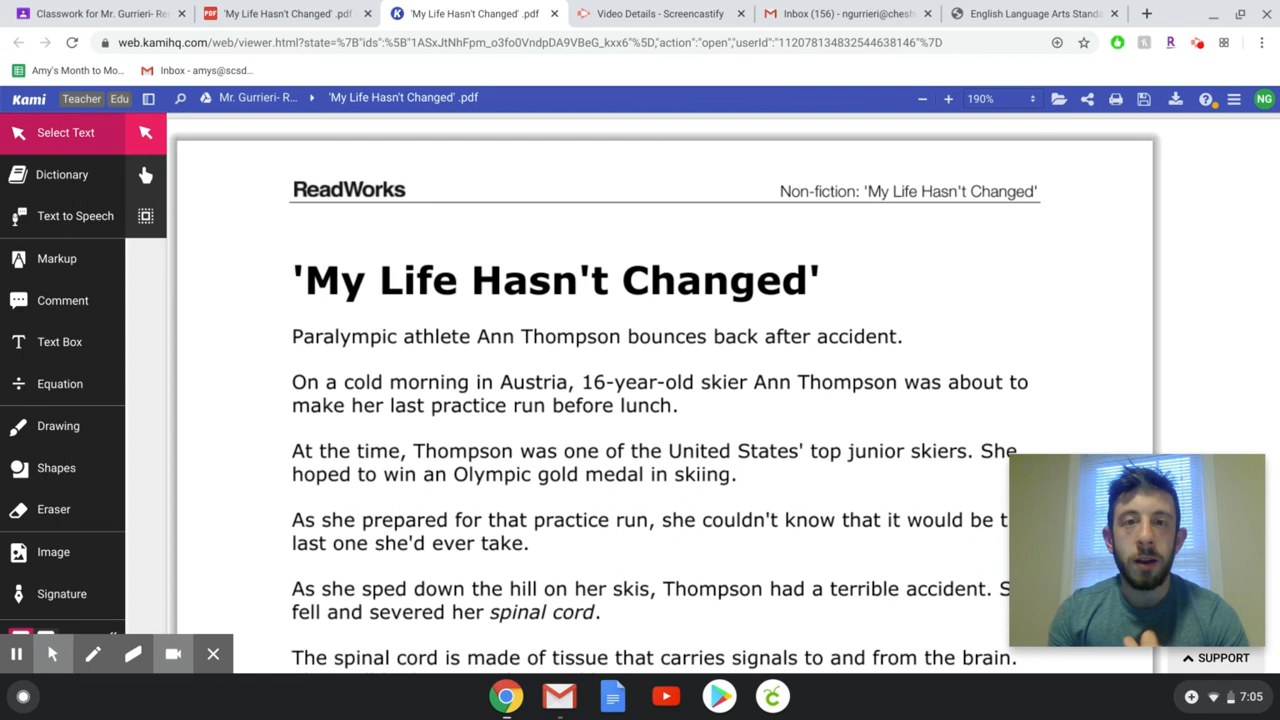 Classwork for Mr. Gurrieri- Re
'My Life Hasn't Changed' .pdf
'My Life Hasn't Changed' .pdf
Video Details - Screencastify
Inbox (156) - ngurrieri@chesh
English Language Arts Standa
web.kamihq.com/web/viewer.html?state=%7B"ids":%5B"1ASxJtNhFpm_o3fo0VndpDA9VBeG_kxx6"%5D,"action":"open","userId":"112078134832544638146"%7D
Amy's Month to Mo...
Inbox - amys@scsd...
Kami
Teacher
Edu
Mr. Gurrieri- R...
'My Life Hasn't Changed' .pdf
190%
NG
Select Text
Dictionary
Text to Speech
Markup
Comment
Text Box
Equation
Drawing
Shapes
Eraser
Image
Signature
ReadWorks
Non-fiction: 'My Life Hasn't Changed'
'My Life Hasn't Changed'
Paralympic athlete Ann Thompson bounces back after accident.
On a cold morning in Austria, 16-year-old skier Ann Thompson was about to
make her last practice run before lunch.
At the time, Thompson was one of the United States' top junior skiers. She
hoped to win an Olympic gold medal in skiing.
As she prepared for that practice run, she couldn't know that it would be t
last one she'd ever take.
As she sped down the hill on her skis, Thompson had a terrible accident. S
fell and severed her spinal cord.
The spinal cord is made of tissue that carries signals to and from the brain.
SUPPORT
7:05